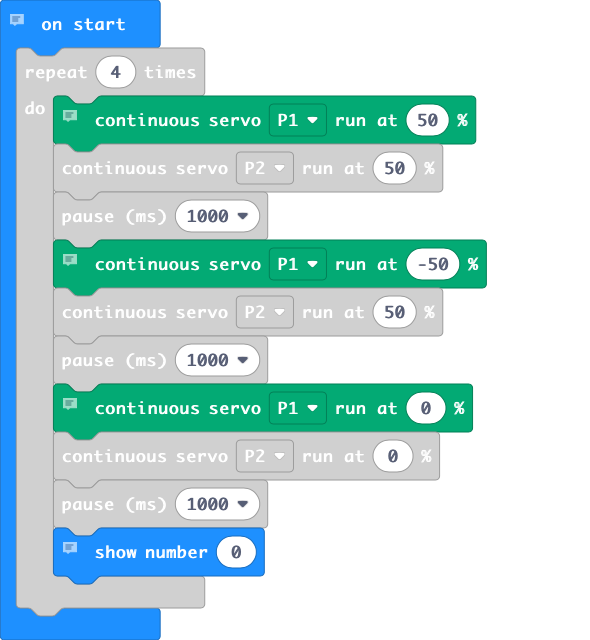 on start
repeat 4 times
do
continuous servo P1 run at 50 %
continuous servo P2 run at 50 %
pause (ms) 1000
continuous servo P1 run at -50 %
continuous servo P2 run at 50 %
pause (ms) 1000
continuous servo P1 run at 0 %
continuous servo P2 run at 0 %
pause (ms) 1000
show number 0